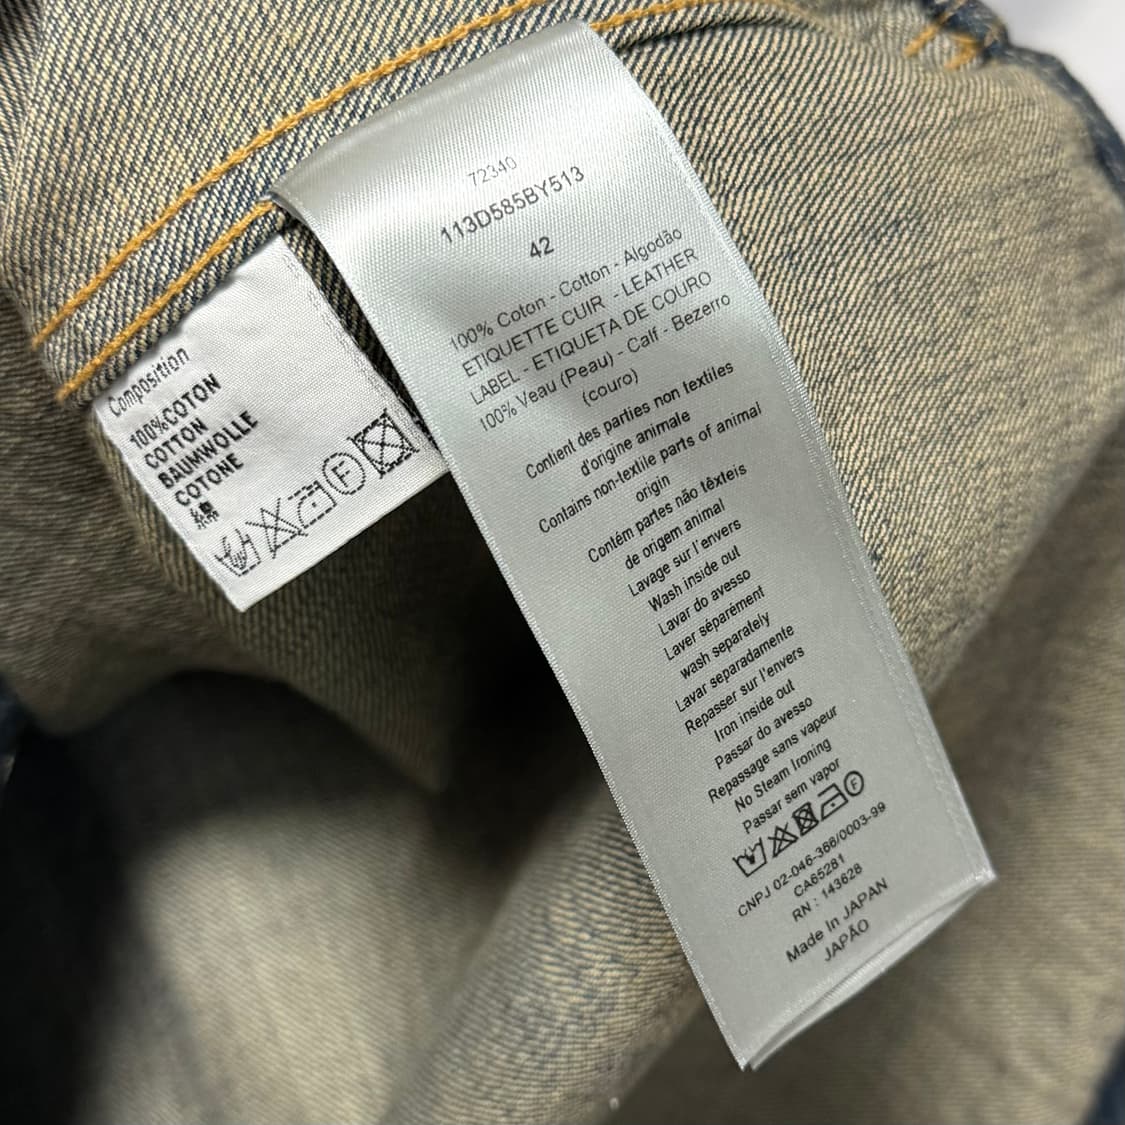 Composition
100%COTON
COTTON
BAUMWOLLE
COTONE
綿
F
72340
113D585BY513
42
100% Coton - Cotton - Algodão
ETIQUETTE CUIR - LEATHER
LABEL - ETIQUETA DE COURO
100% Veau (Peau) - Calf - Bezerro
(couro)
Contient des parties non textiles
d'origine animale
Contains non-textile parts of animal
origin
Contém partes não têxteis
de origem animal
Lavage sur l'envers
Wash inside out
Lavar do avesso
Laver séparément
wash separately
Lavar separadamente
Repasser sur l'envers
Iron inside out
Passar do avesso
Repassage sans vapeur
No Steam Ironing
Passar sem vapor
F
CNPJ 02-046-366/0003-99
CA65281
RN : 143628
Made In JAPAN
JAPÃO